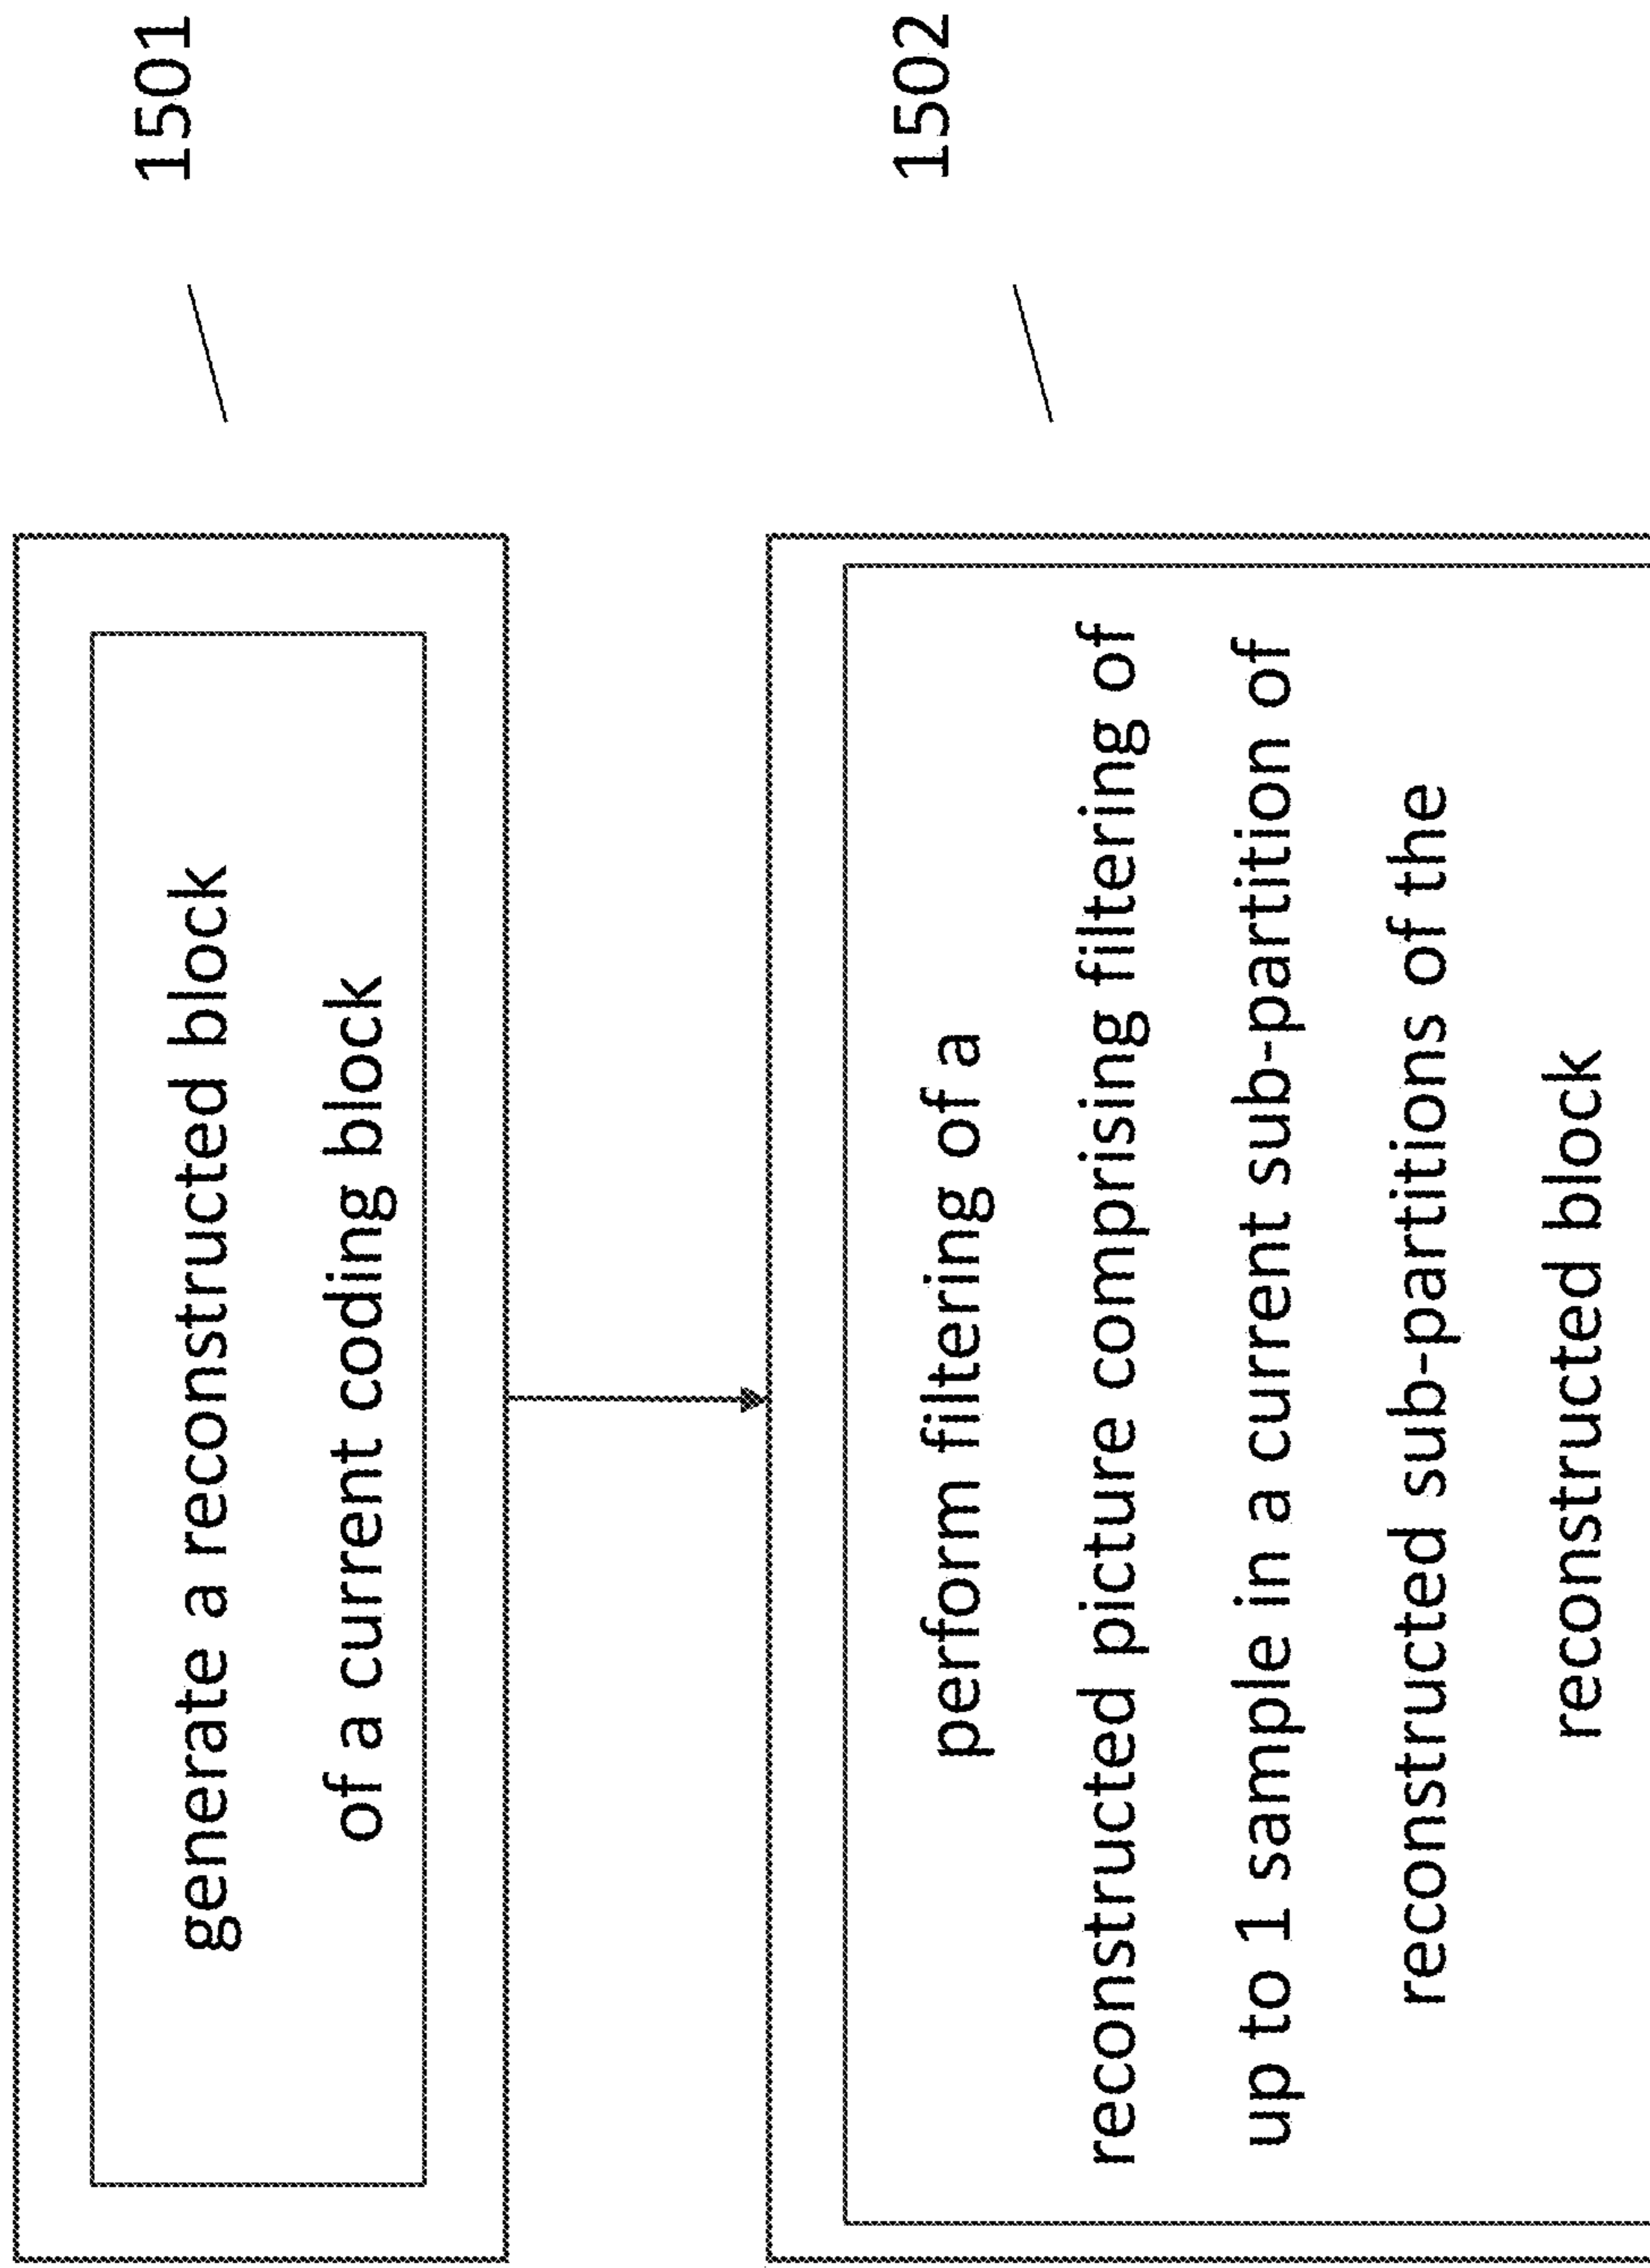 generate a reconstructed block
of a current coding block
1501
perform filtering of a
reconstructed picture comprising filtering of
up to 1 sample in a current sub-partition of
reconstructed sub-partitions of the
reconstructed block
1502